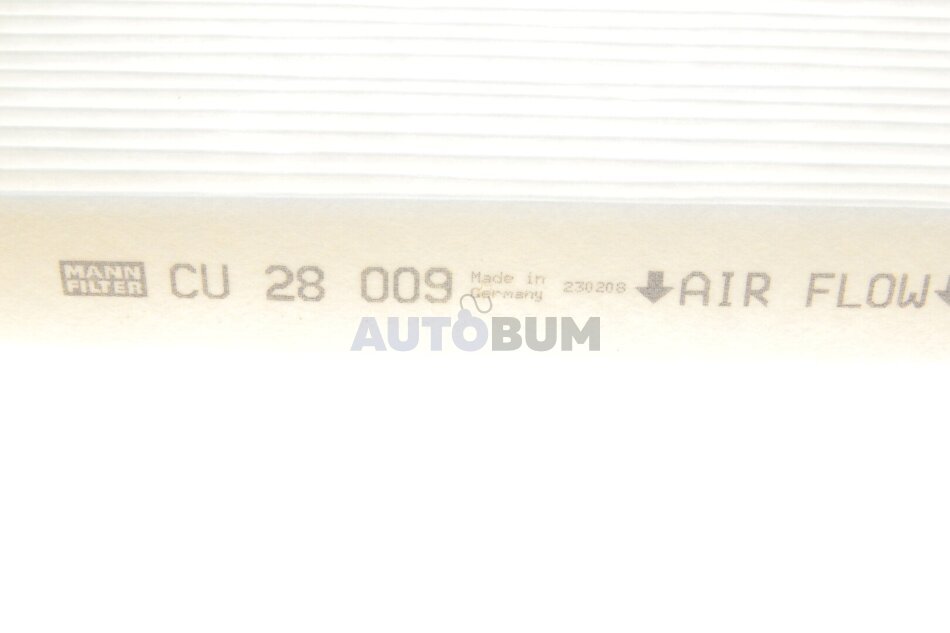 MANN
FILTER
CU 28 009
Made in
Germany
230208
AIR FLOW
AUTOBUM